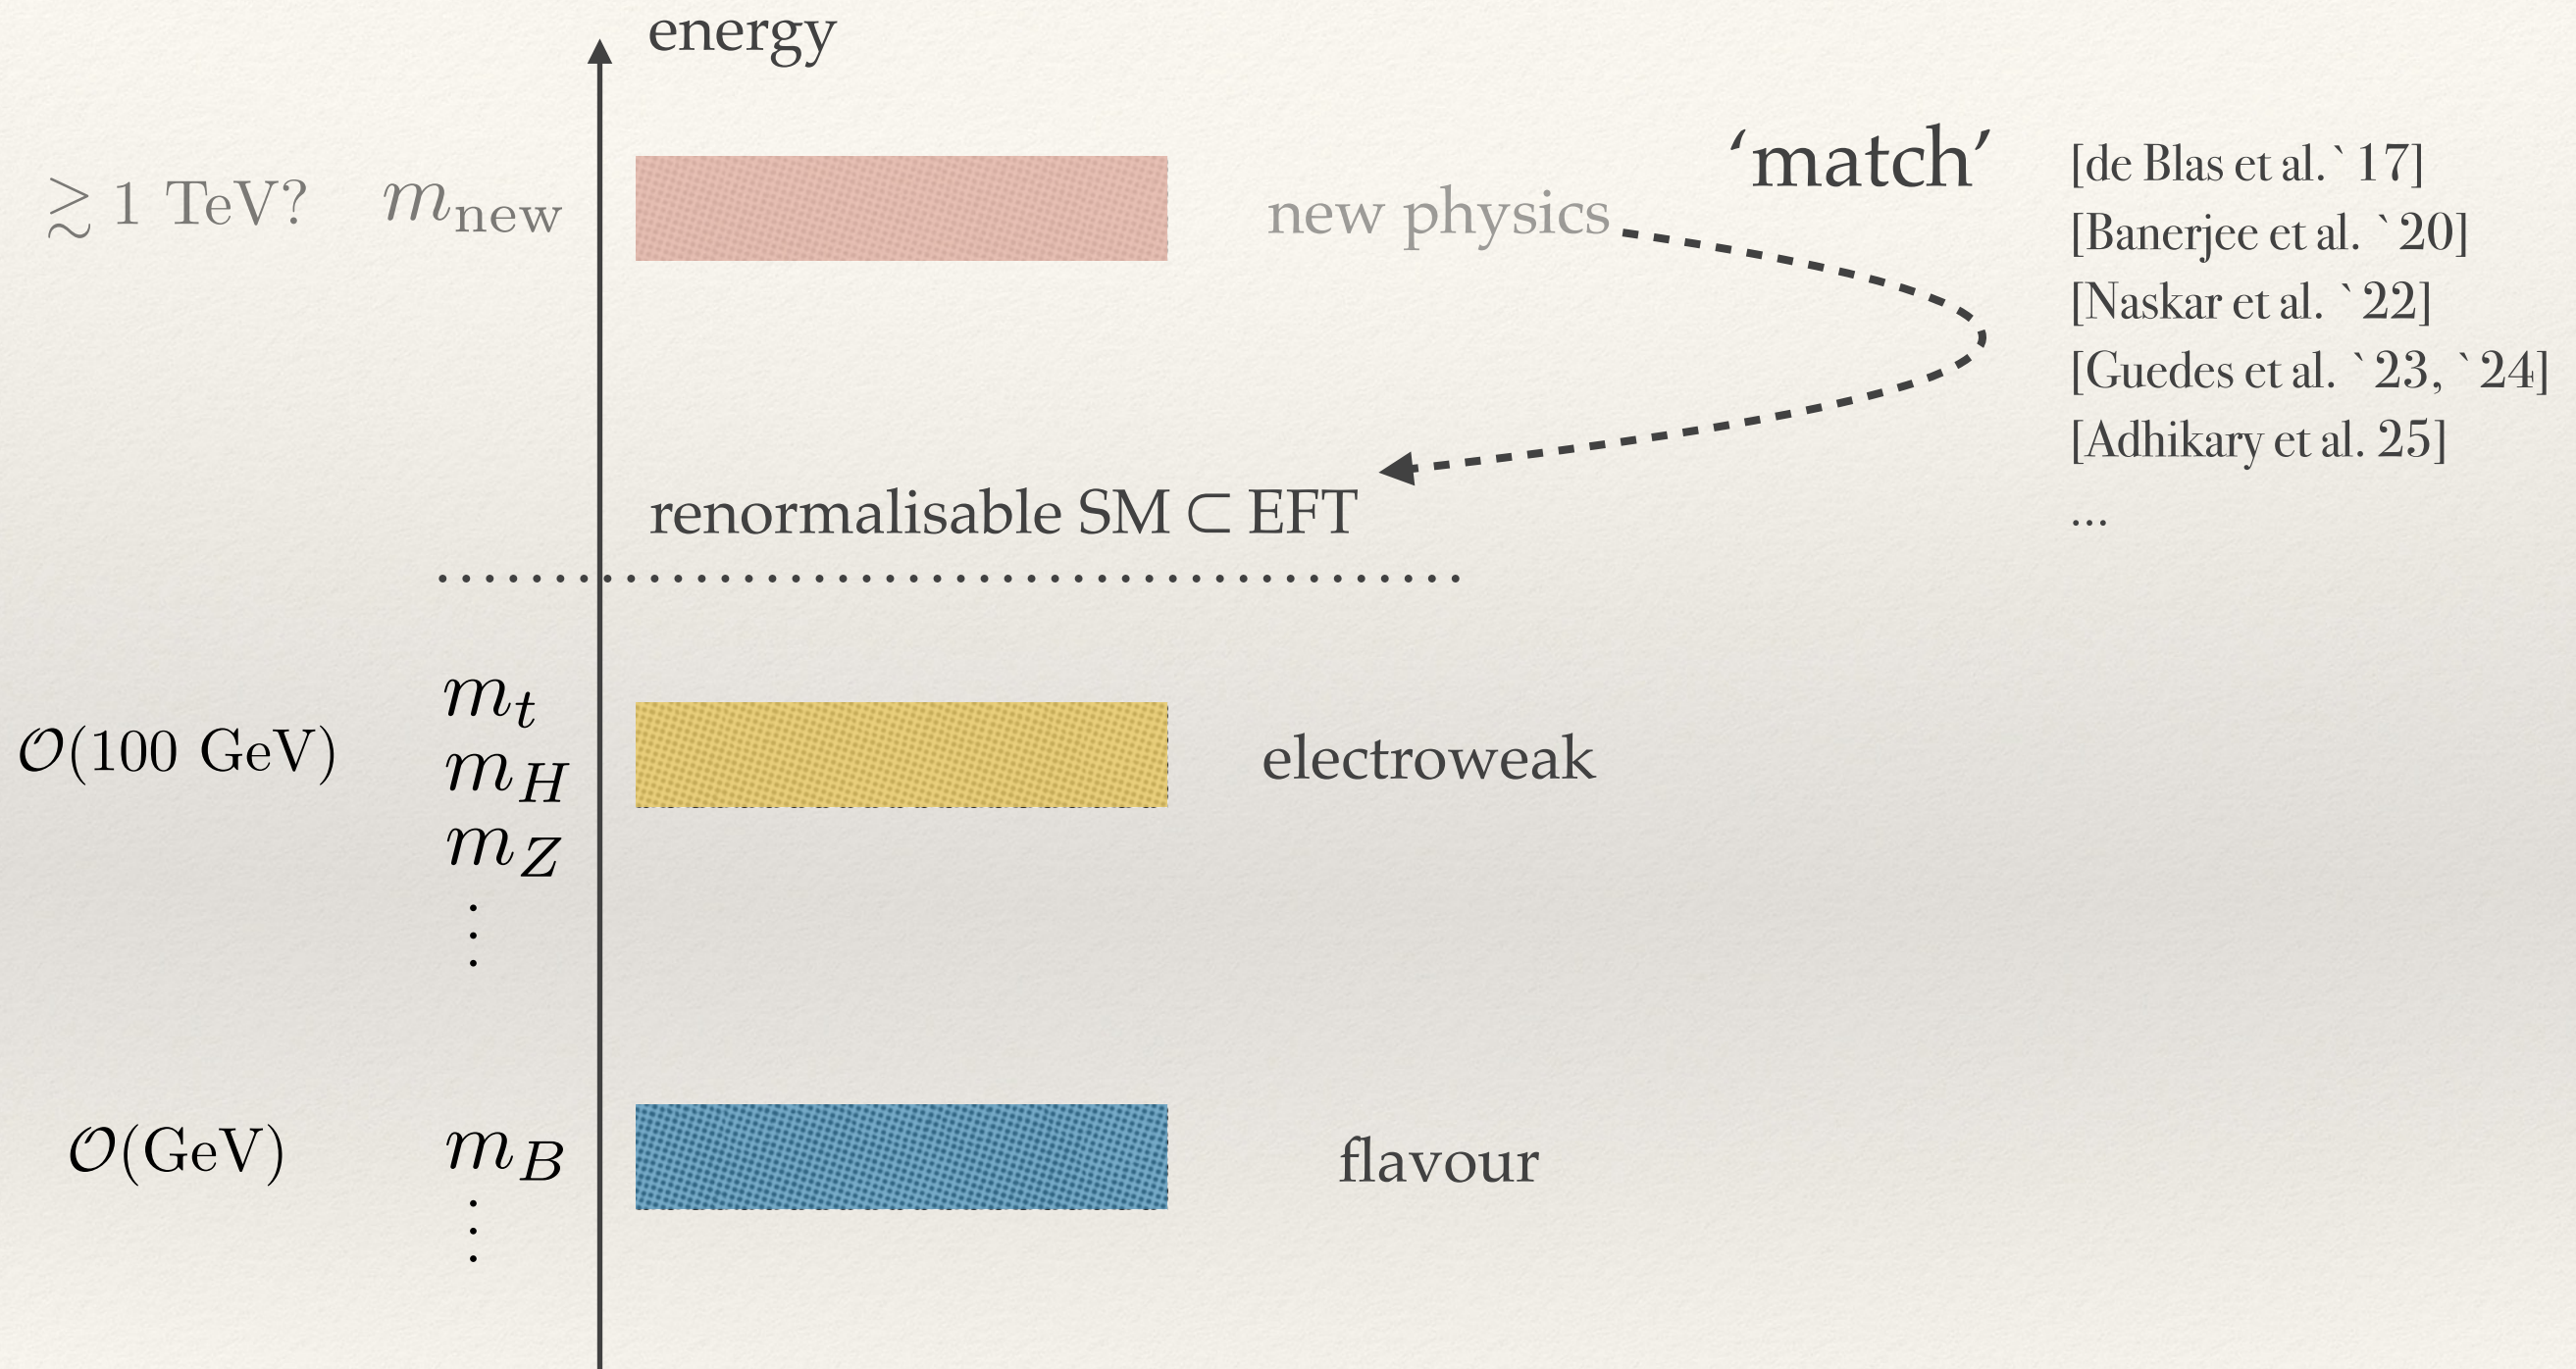 energy
≳ 1 TeV? m_new new physics
‘match’
[de Blas et al. `17]
[Banerjee et al. `20]
[Naskar et al. `22]
[Guedes et al. `23, `24]
[Adhikary et al. 25]
...
renormalisable SM ⊂ EFT
𝒪(100 GeV)
m_t
m_H
m_Z
⋮
electroweak
𝒪(GeV) m_B flavour
⋮